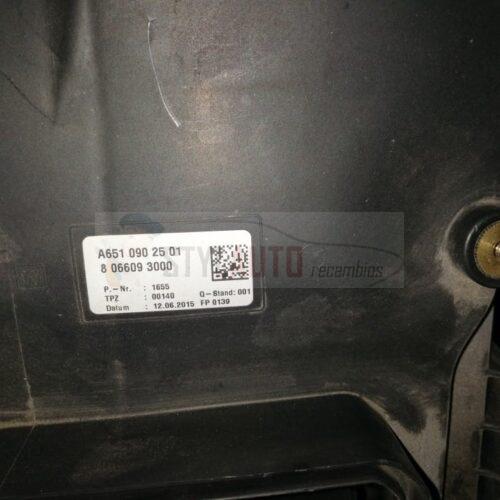 A651 090 25 01
8 06609 3000
P.-Nr. : 1655
TPZ : 00140 Q-Stand: 001
Datum : 12.06.2015 FP 0139
STYLAUTO
recambios